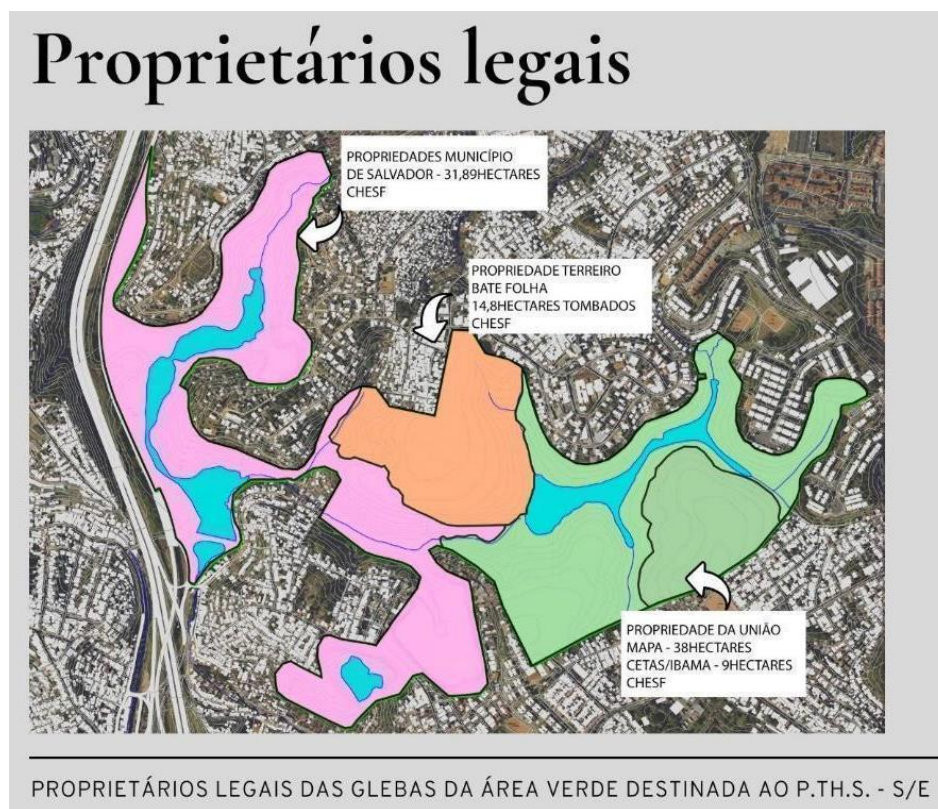 Proprietários legais
PROPRIEDADES MUNICÍPIO
DE SALVADOR - 31,89HECTARES
CHESF
PROPRIEDADE TERREIRO
BATE FOLHA
14,8HECTARES TOMBADOS
CHESF
PROPRIEDADE DA UNIÃO
MAPA - 38HECTARES
CETAS/IBAMA - 9HECTARES
CHESF
PROPRIETÁRIOS LEGAIS DAS GLEBAS DA ÁREA VERDE DESTINADA AO P.TH.S. - S/E